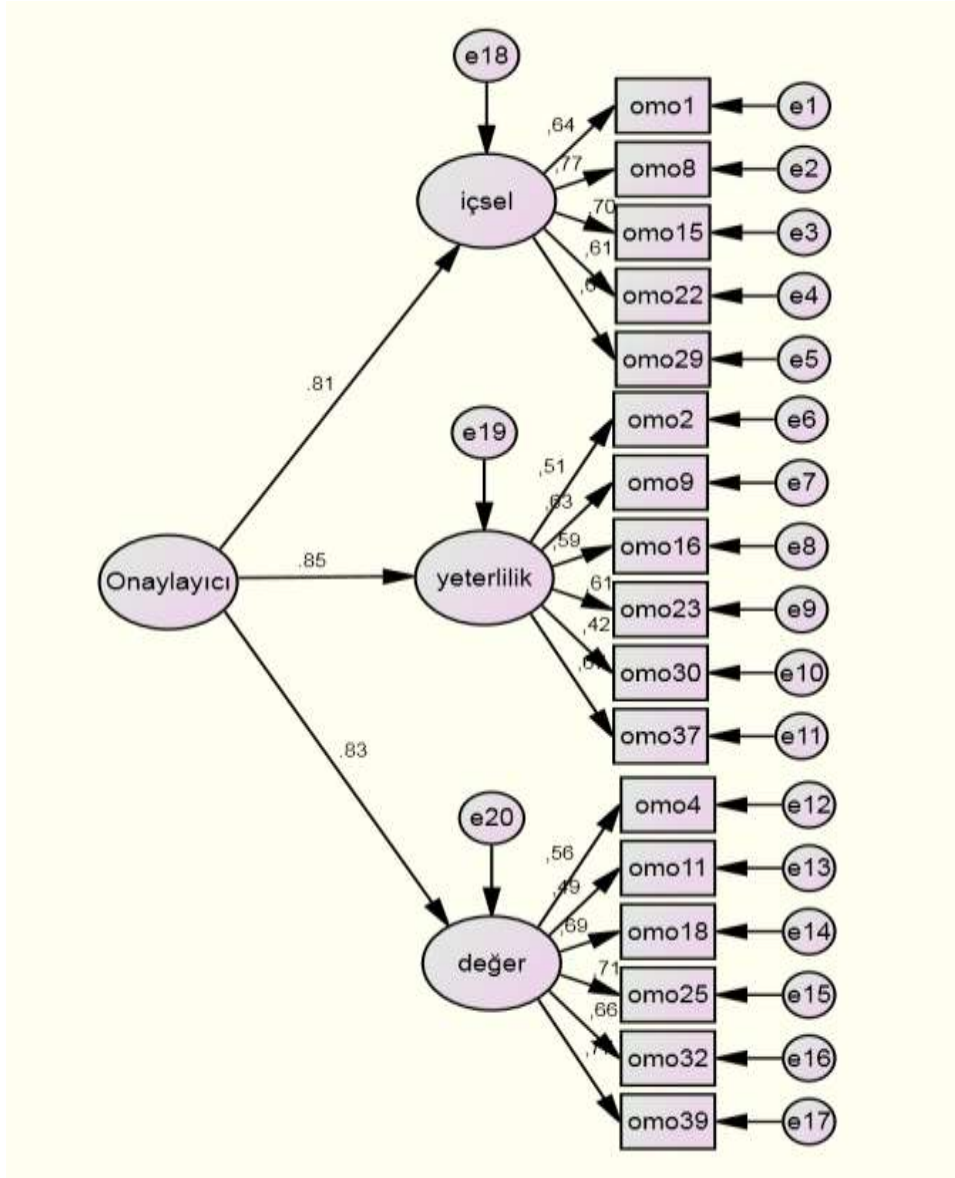 e18
omo1
e1
,64
,77
omo8
e2
içsel
,70
omo15
e3
,61
omo22
e4
omo29
e5
.81
omo2
e6
e19
,51
omo9
e7
,63
,59
omo16
e8
Onaylayıcı
.85
yeterlilik
,61
omo23
e9
,42
omo30
e10
omo37
e11
.83
omo4
e12
e20
,56
omo11
e13
,49
,69
omo18
e14
değer
,71
omo25
e15
,66
omo32
e16
omo39
e17